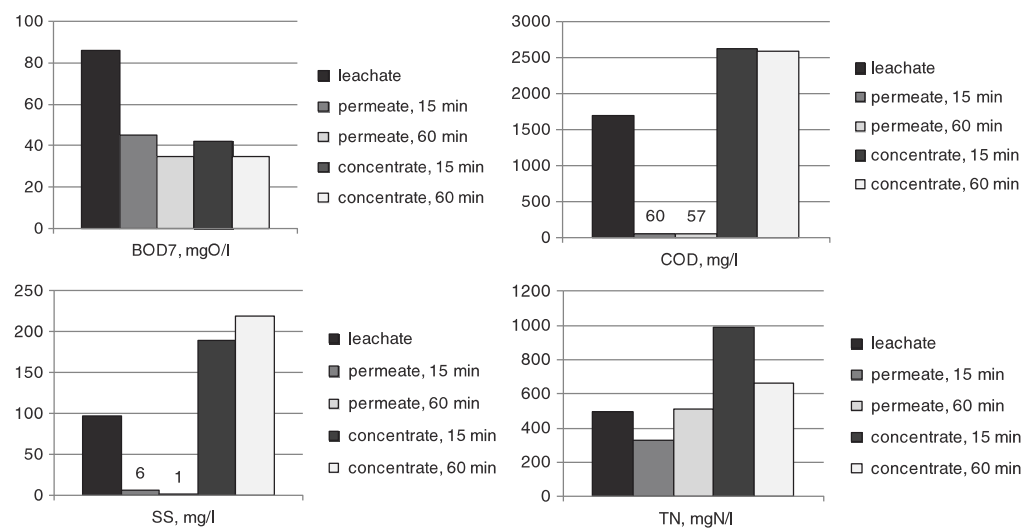 100
80
60
40
20
0
BOD7, mgO/l
leachate
permeate, 15 min
permeate, 60 min
concentrate, 15 min
concentrate, 60 min
3000
2500
2000
1500
1000
500
0
60
57
COD, mg/l
leachate
permeate, 15 min
permeate, 60 min
concentrate, 15 min
concentrate, 60 min
250
200
150
100
50
0
6
1
SS, mg/l
leachate
permeate, 15 min
permeate, 60 min
concentrate, 15 min
concentrate, 60 min
1200
1000
800
600
400
200
0
TN, mgN/l
leachate
permeate, 15 min
permeate, 60 min
concentrate, 15 min
concentrate, 60 min